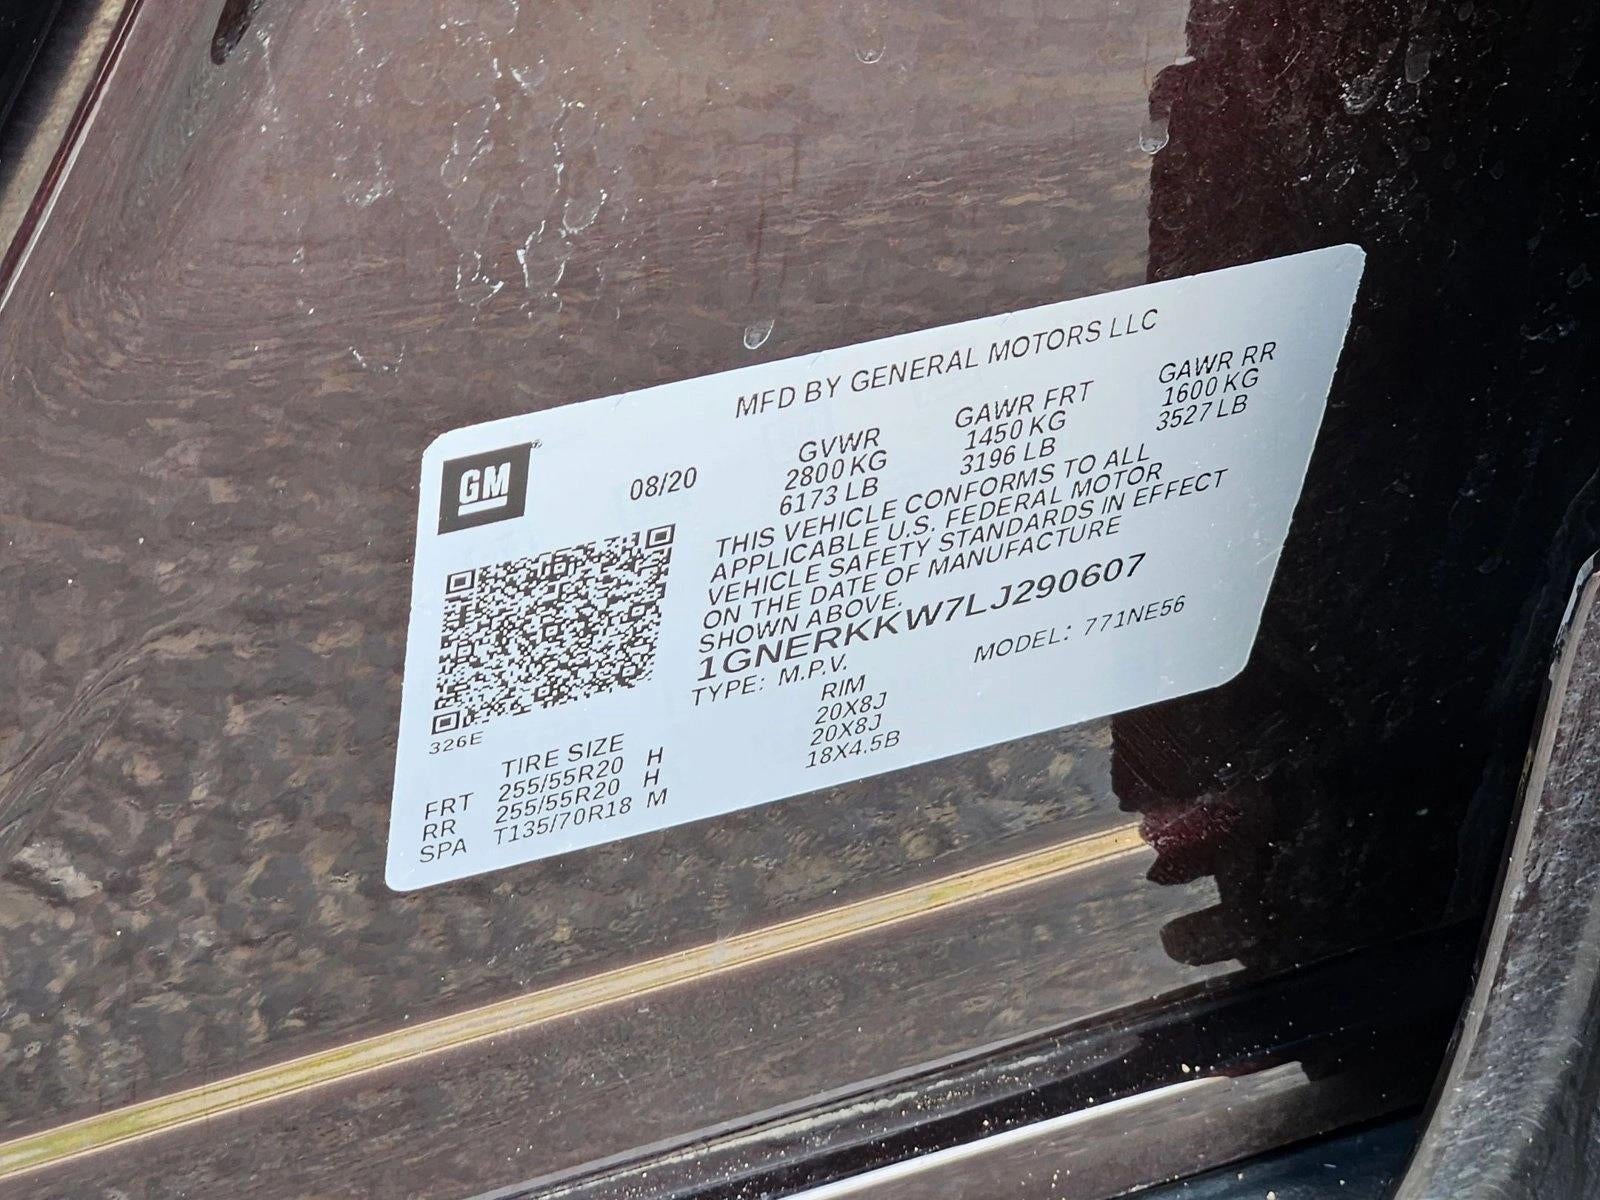 MFD BY GENERAL MOTORS LLC
GM
08/20
GVWR GAWR FRT GAWR RR
2800 KG 1450 KG 1600 KG
6173 LB 3196 LB 3527 LB
THIS VEHICLE CONFORMS TO ALL
APPLICABLE U.S. FEDERAL MOTOR
VEHICLE SAFETY STANDARDS IN EFFECT
ON THE DATE OF MANUFACTURE
SHOWN ABOVE.
1GNERKKW7LJ290607
TYPE: M.P.V. MODEL: 771NE56
326E
TIRE SIZE RIM
FRT 255/55R20 H 20X8J
RR 255/55R20 H 20X8J
SPA T135/70R18 M 18X4.5B